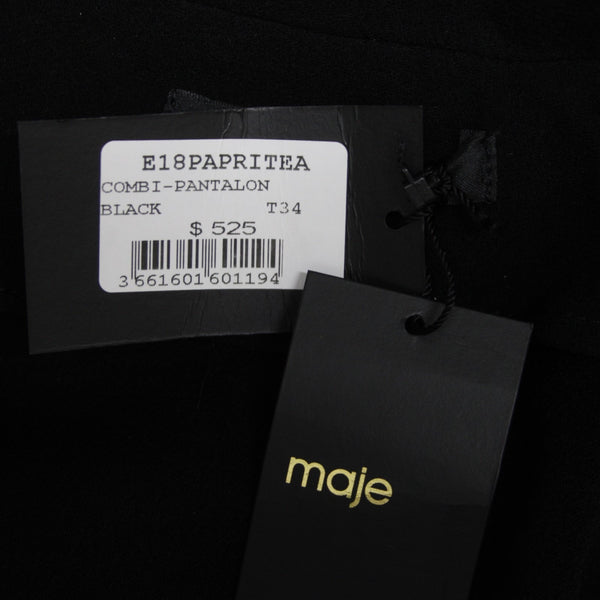 E18PAPRITEA
COMBI-PANTALON
BLACK T34
$ 525
3 661601 601194
maje